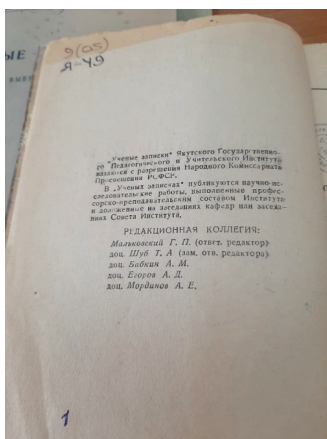 9(05)
Я-49
"Ученые записки" Якутского Государственно-
го Педагогического и Учительского Института
издаются с разрешения Народного Комиссариата
Просвещения РСФСР.
В "Ученых записках" публикуются научно-ис-
следовательские работы, выполненные профес-
сорско-преподавательским составом Института
и доложенные на заседаниях кафедр или заседа-
ниях Совета Института.
РЕДАКЦИОННАЯ КОЛЛЕГИЯ:
Мальковский Г. П. (ответ. редактор)
доц. Шуб Т. А (зам. отв. редактора)
доц. Бабкин А. М.
доц. Егоров А. Д.
доц. Мординов А. Е.
1